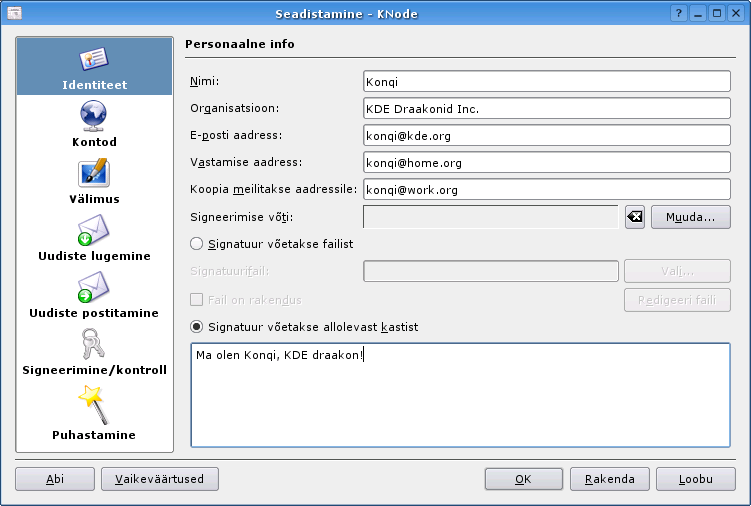 Seadistamine - KNode
Identiteet
Kontod
Välimus
Uudiste lugemine
Uudiste postitamine
Signeerimine/kontroll
Puhastamine
Personaalne info
Nimi: Konqi
Organisatsioon: KDE Draakonid Inc.
E-posti aadress: konqi@kde.org
Vastamise aadress: konqi@home.org
Koopia meilitakse aadressile: konqi@work.org
Signeerimise võti: Muuda...
Signatuur võetakse failist
Signatuurifail: Vali...
Fail on rakendus Redigeeri faili
Signatuur võetakse allolevast kastist
Ma olen Konqi, KDE draakon!
Abi Vaikeväärtused OK Rakenda Loobu